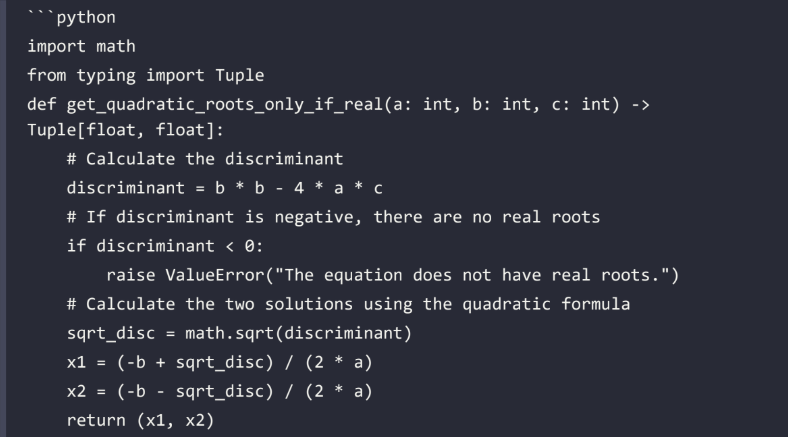 ```python
import math
from typing import Tuple
def get_quadratic_roots_only_if_real(a: int, b: int, c: int) ->
Tuple[float, float]:
    # Calculate the discriminant
    discriminant = b * b - 4 * a * c
    # If discriminant is negative, there are no real roots
    if discriminant < 0:
        raise ValueError("The equation does not have real roots.")
    # Calculate the two solutions using the quadratic formula
    sqrt_disc = math.sqrt(discriminant)
    x1 = (-b + sqrt_disc) / (2 * a)
    x2 = (-b - sqrt_disc) / (2 * a)
    return (x1, x2)